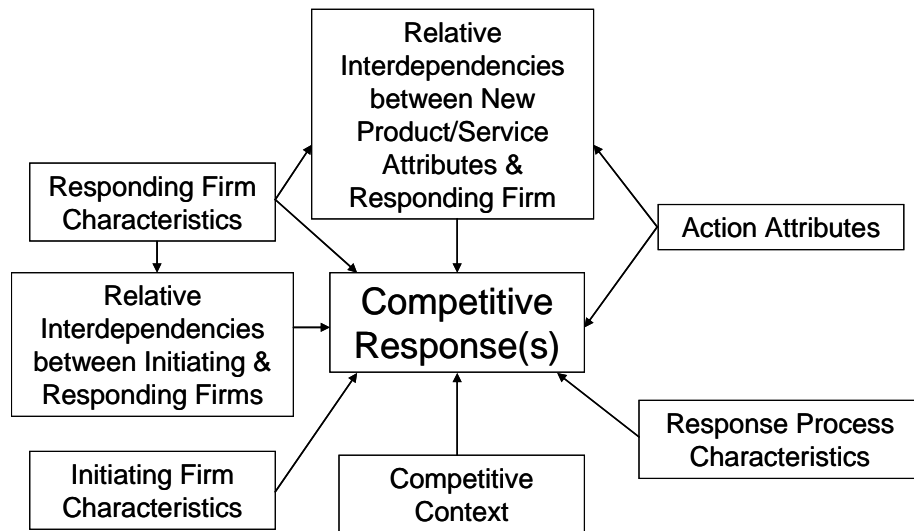 Relative
Interdependencies
between New
Product/Service
Attributes &
Responding Firm
Responding Firm
Characteristics
Action Attributes
Relative
Interdependencies
between Initiating &
Responding Firms
Competitive
Response(s)
Response Process
Characteristics
Initiating Firm
Characteristics
Competitive
Context